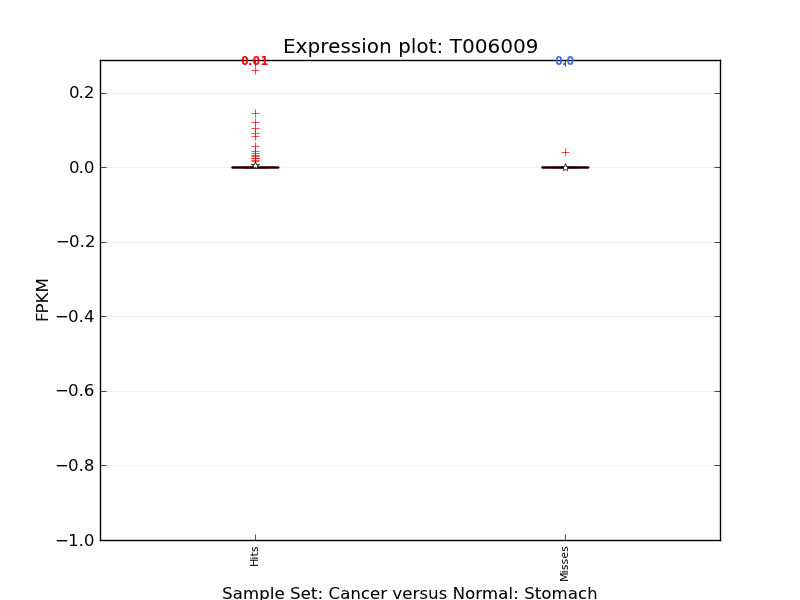 Expression plot: T006009
0.01
0.0
0.2
0.0
−0.2
−0.4
−0.6
−0.8
−1.0
FPKM
Hits
Misses
Sample Set: Cancer versus Normal: Stomach